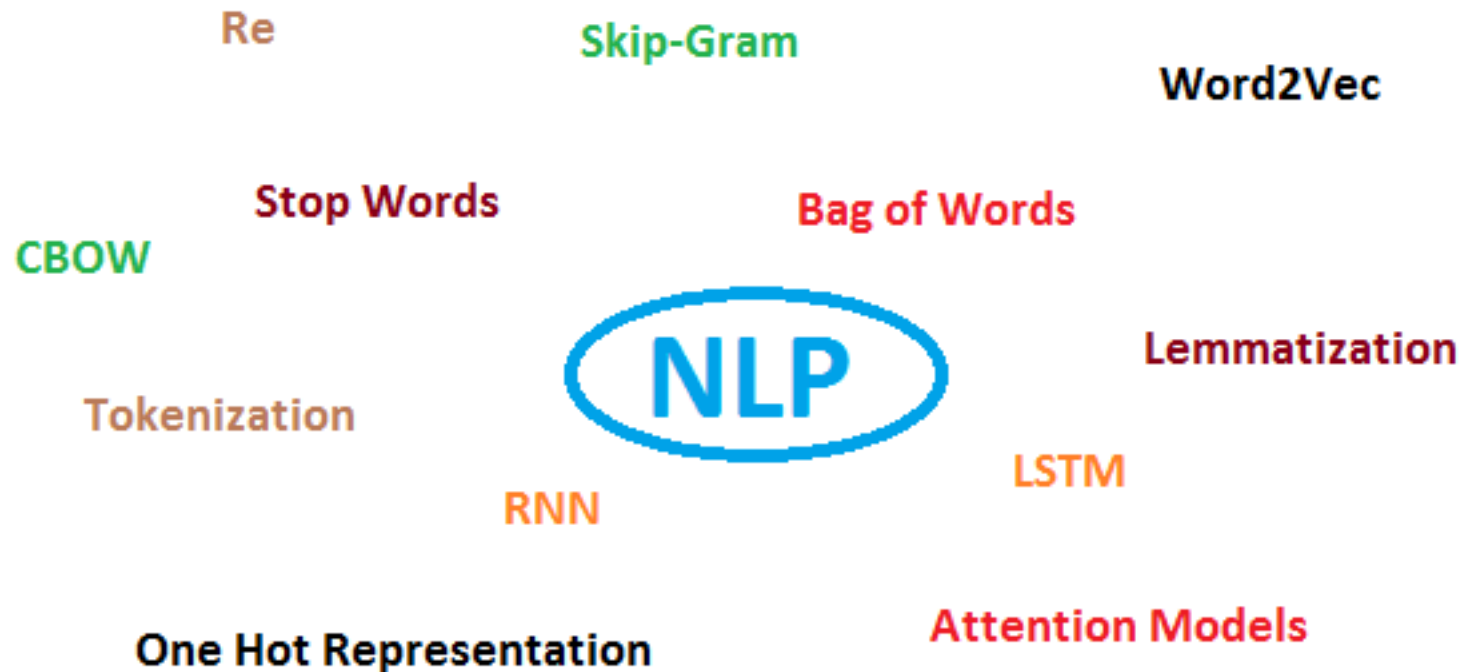 Re
Skip-Gram
Word2Vec
Stop Words
Bag of Words
CBOW
NLP
Lemmatization
Tokenization
LSTM
RNN
Attention Models
One Hot Representation